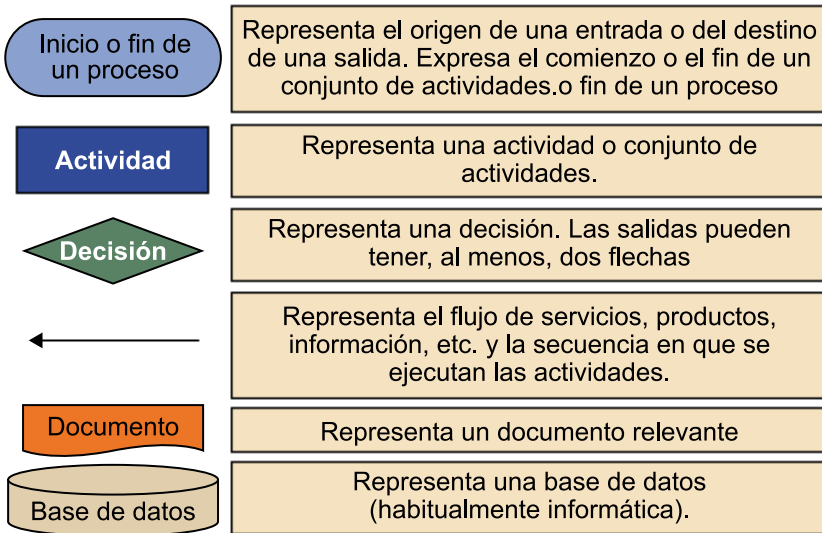 Inicio o fin de
un proceso
Representa el origen de una entrada o del destino
de una salida. Expresa el comienzo o el fin de un
conjunto de actividades.o fin de un proceso
Actividad
Representa una actividad o conjunto de
actividades.
Decisión
Representa una decisión. Las salidas pueden
tener, al menos, dos flechas
Representa el flujo de servicios, productos,
información, etc. y la secuencia en que se
ejecutan las actividades.
Documento
Representa un documento relevante
Base de datos
Representa una base de datos
(habitualmente informática).